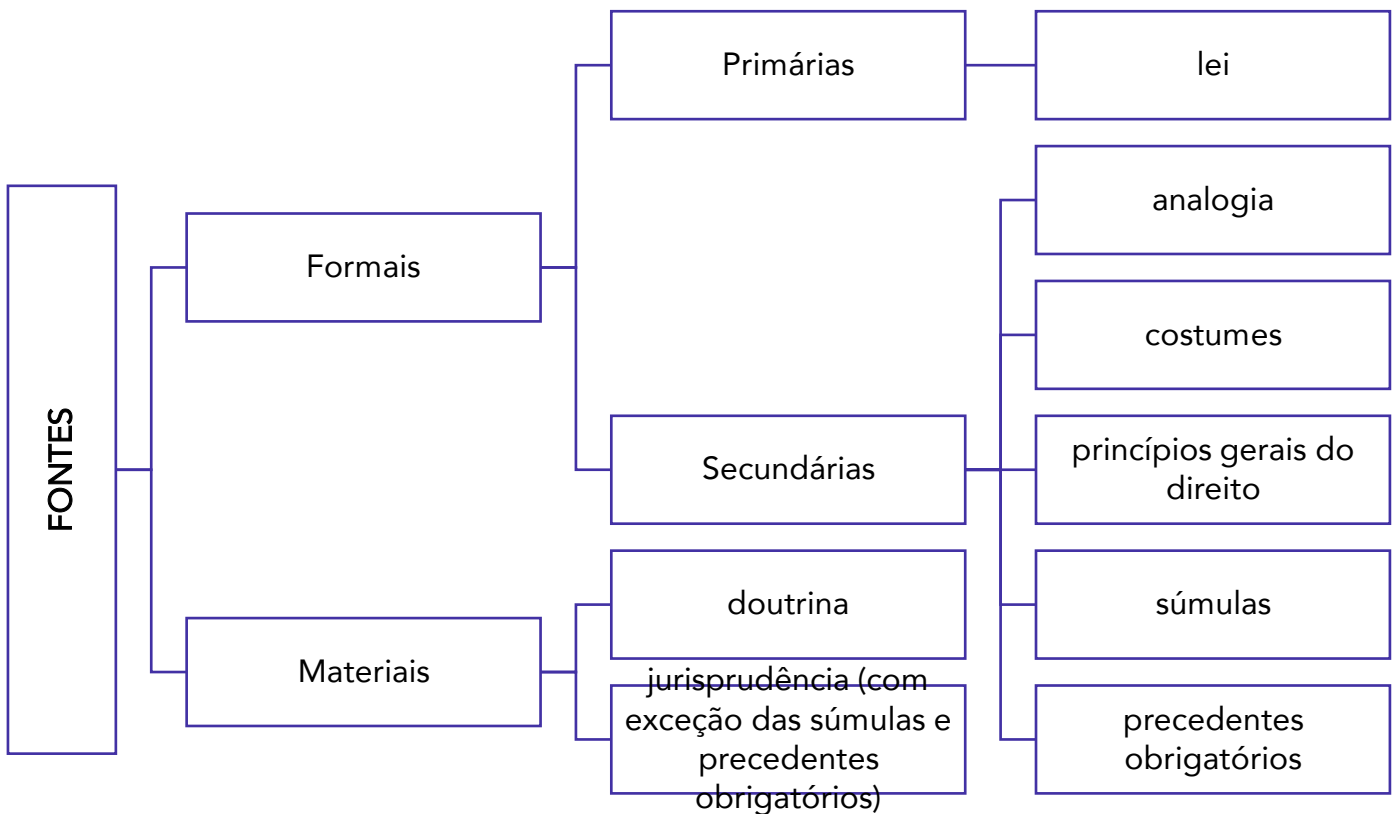 FONTES
Formais
Primárias
lei
Secundárias
analogia
costumes
princípios gerais do
direito
súmulas
precedentes
obrigatórios
Materiais
doutrina
jurisprudência (com
exceção das súmulas e
precedentes
obrigatórios)